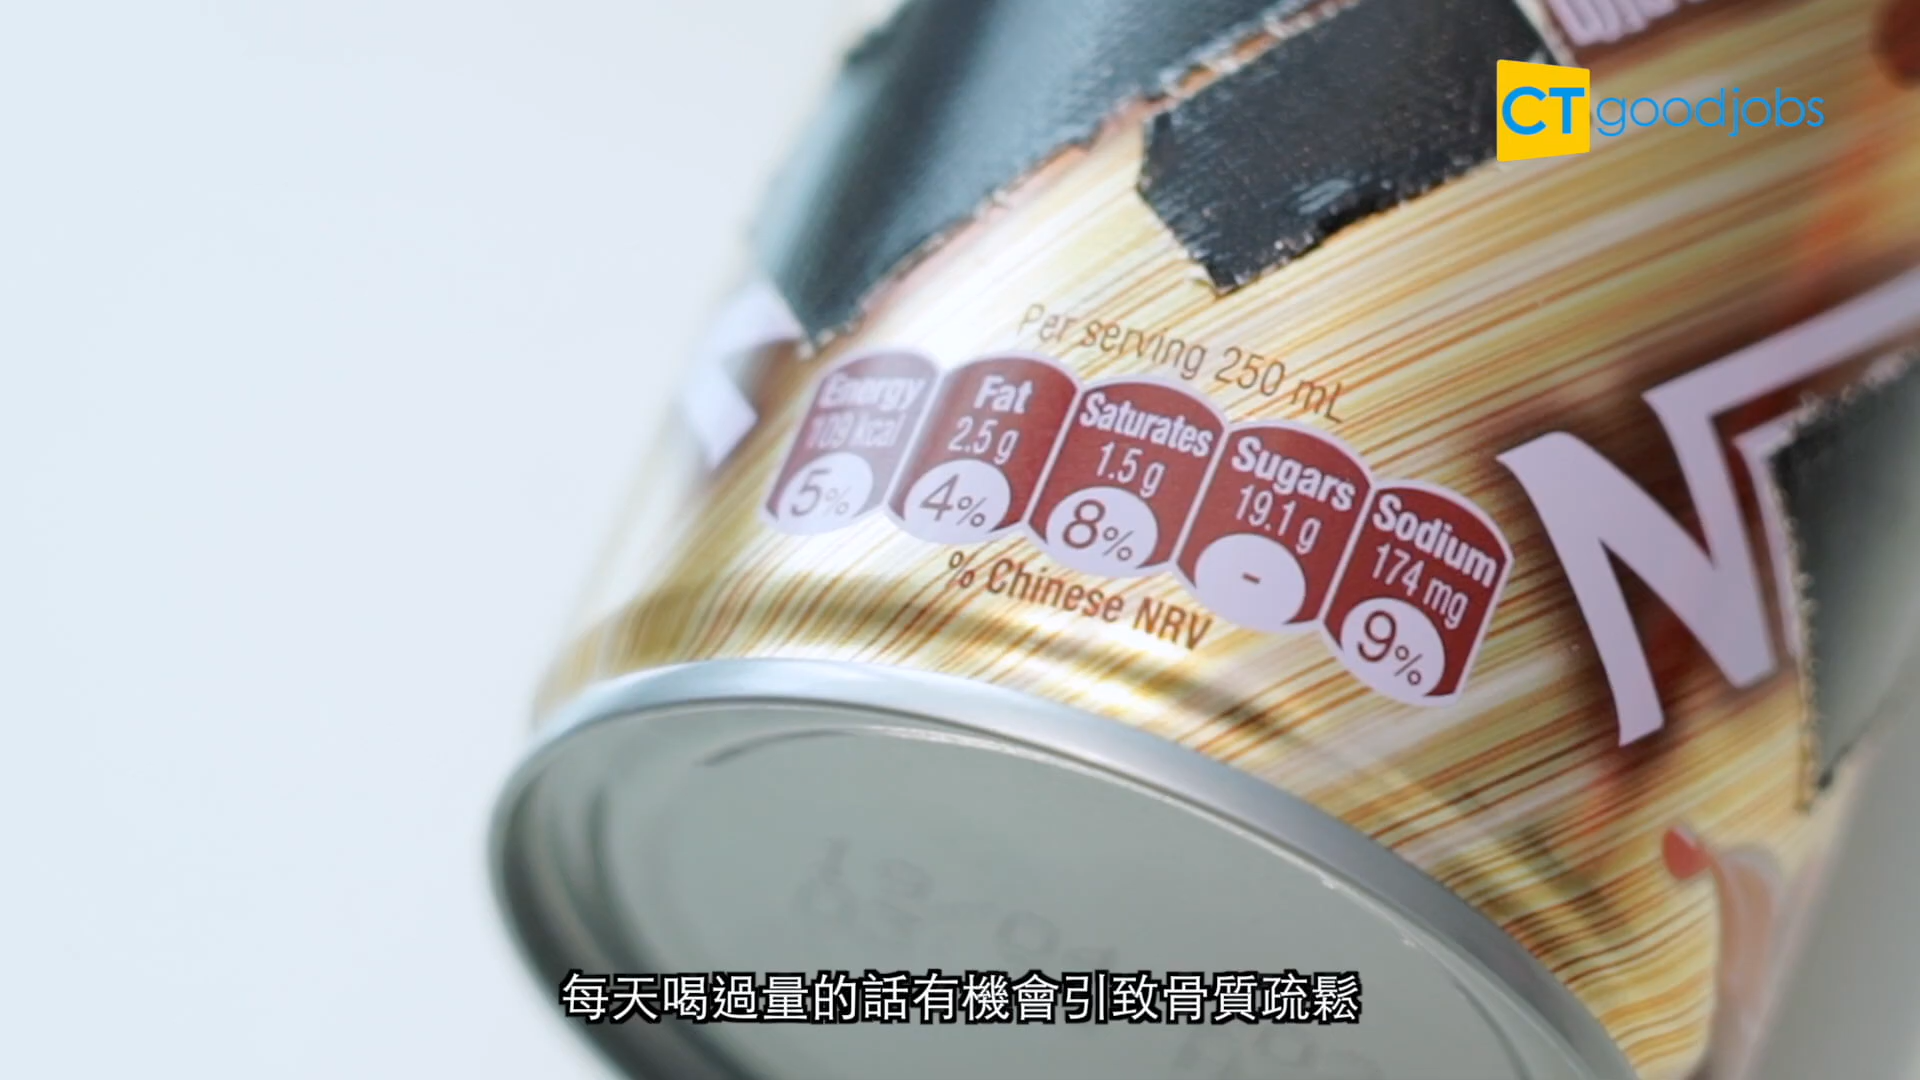 CTgoodjobs
Per serving 250 mL
Energy
109 kcal
5%
Fat
2.5 g
4%
Saturates
1.5 g
8%
Sugars
19.1 g
-
Sodium
174 mg
9%
% Chinese NRV
每天喝過量的話有機會引致骨質疏鬆